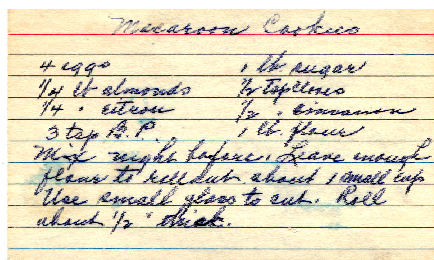 Macaroon Cookies
4 eggs 1 lb. sugar
1/4 lb almonds 1/2 tsp cloves
1/4 " citron 1/2 " cinnamon
3 tsp B. P. 1 lb. flour
Mix night before. Leave enough
flour to roll out about 1 small cup
Use small glass to cut. Roll
about 1/2" thick.